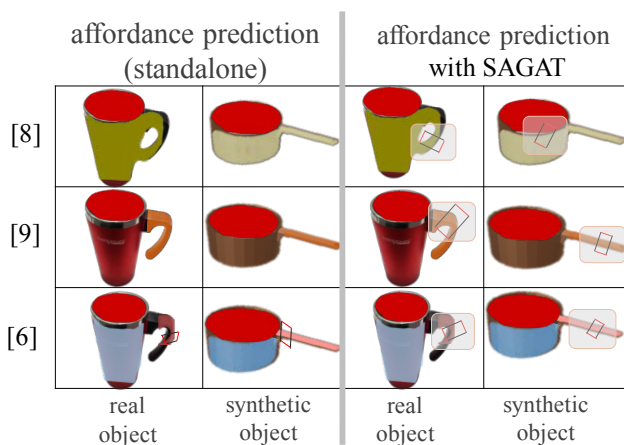 affordance prediction
(standalone)
affordance prediction
with SAGAT
[8]
[9]
[6]
real
object
synthetic
object
real
object
synthetic
object